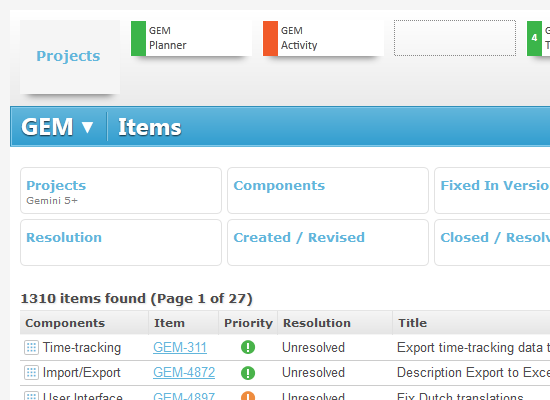 Projects
GEM
Planner
GEM
Activity
4
GEM ▼ Items
Projects
Gemini 5+
Components
Fixed In Versio
Resolution
Created / Revised
Closed / Resolv
1310 items found (Page 1 of 27)
Components Item Priority Resolution Title
Time-tracking GEM-311 Unresolved Export time-tracking data t
Import/Export GEM-4872 Unresolved Description Export to Exce
User Interface GEM-4897 Unresolved Fix Dutch translations